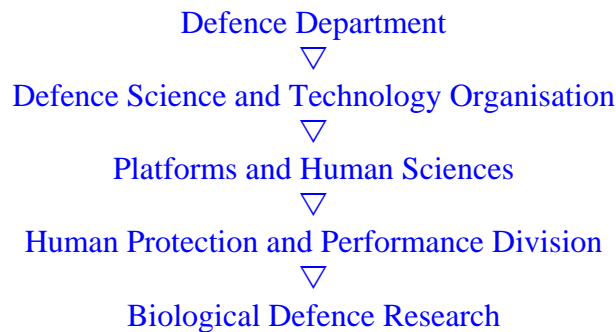 Defence Department
Defence Science and Technology Organisation
Platforms and Human Sciences
Human Protection and Performance Division
Biological Defence Research